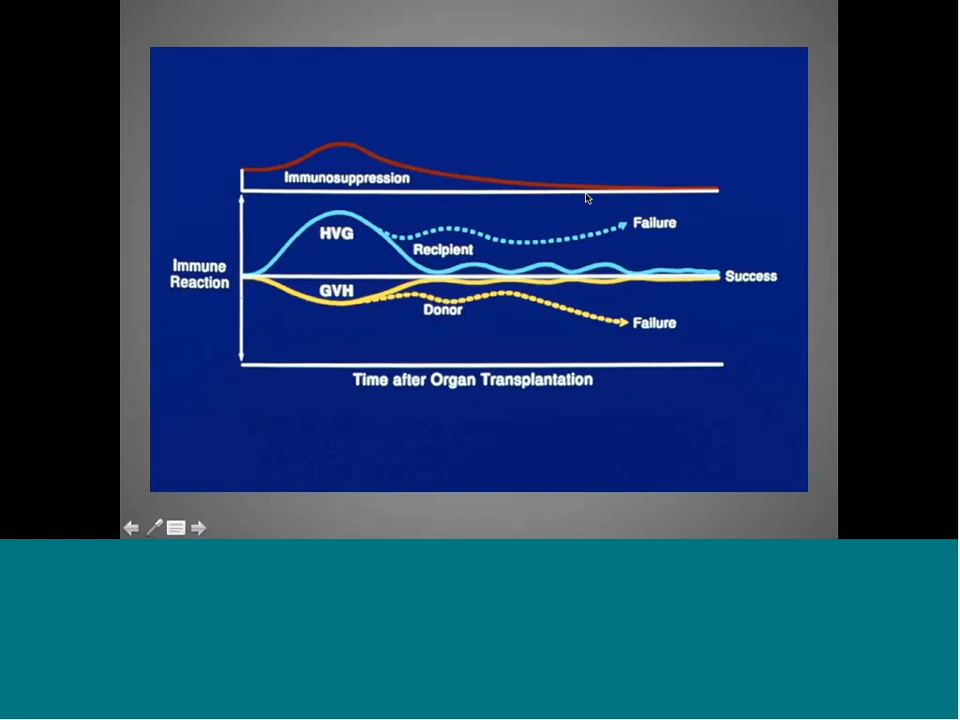 Immunosuppression
HVG
Failure
Recipient
Immune
Reaction
Success
GVH
Donor
Failure
Time after Organ Transplantation